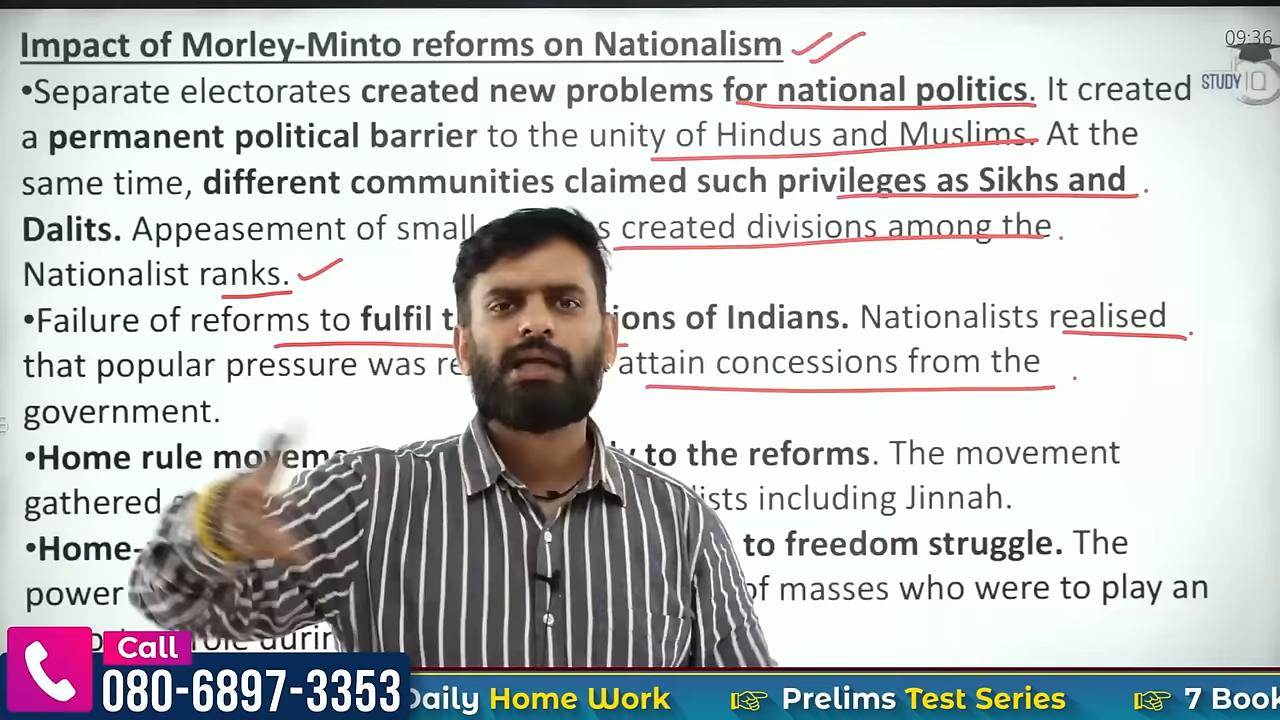 Impact of Morley-Minto reforms on Nationalism
09:36
STUDY IQ
•Separate electorates created new problems for national politics. It created
a permanent political barrier to the unity of Hindus and Muslims. At the
same time, different communities claimed such privileges as Sikhs and
Dalits. Appeasement of small s created divisions among the
Nationalist ranks.
•Failure of reforms to fulfil t ions of Indians. Nationalists realised
that popular pressure was re attain concessions from the
government.
•Home rule movem y to the reforms. The movement
gathered lists including Jinnah.
•Home- to freedom struggle. The
power of masses who were to play an
role durin
Call
080-6897-3353
Daily Home Work Prelims Test Series 7 Book